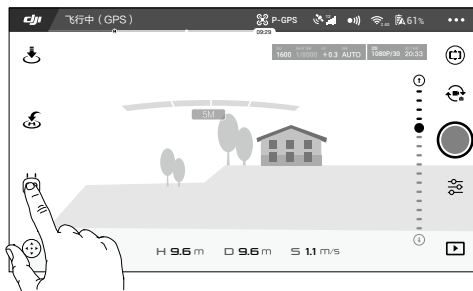 dji 飞行中（GPS） P-GPS 61%
09:29
1600 1/8000 +0.3 AUTO 1080P/30 20:33
5M
H 9.6 m D 9.6 m S 1.1 m/s